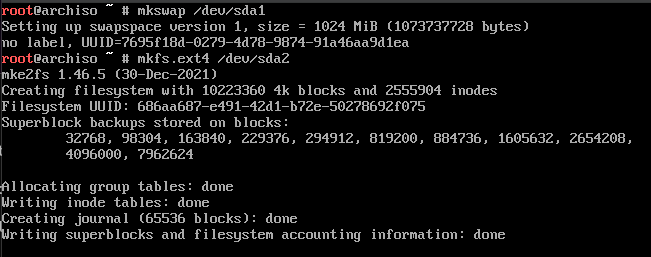 root@archiso ~ # mkswap /dev/sda1
Setting up swapspace version 1, size = 1024 MiB (1073737728 bytes)
no label, UUID=7695f18d-0279-4d78-9874-91a46aa9d1ea
root@archiso ~ # mkfs.ext4 /dev/sda2
mke2fs 1.46.5 (30-Dec-2021)
Creating filesystem with 10223360 4k blocks and 2555904 inodes
Filesystem UUID: 686aa687-e491-42d1-b72e-50278692f075
Superblock backups stored on blocks:
        32768, 98304, 163840, 229376, 294912, 819200, 884736, 1605632, 2654208,
        4096000, 7962624

Allocating group tables: done
Writing inode tables: done
Creating journal (65536 blocks): done
Writing superblocks and filesystem accounting information: done